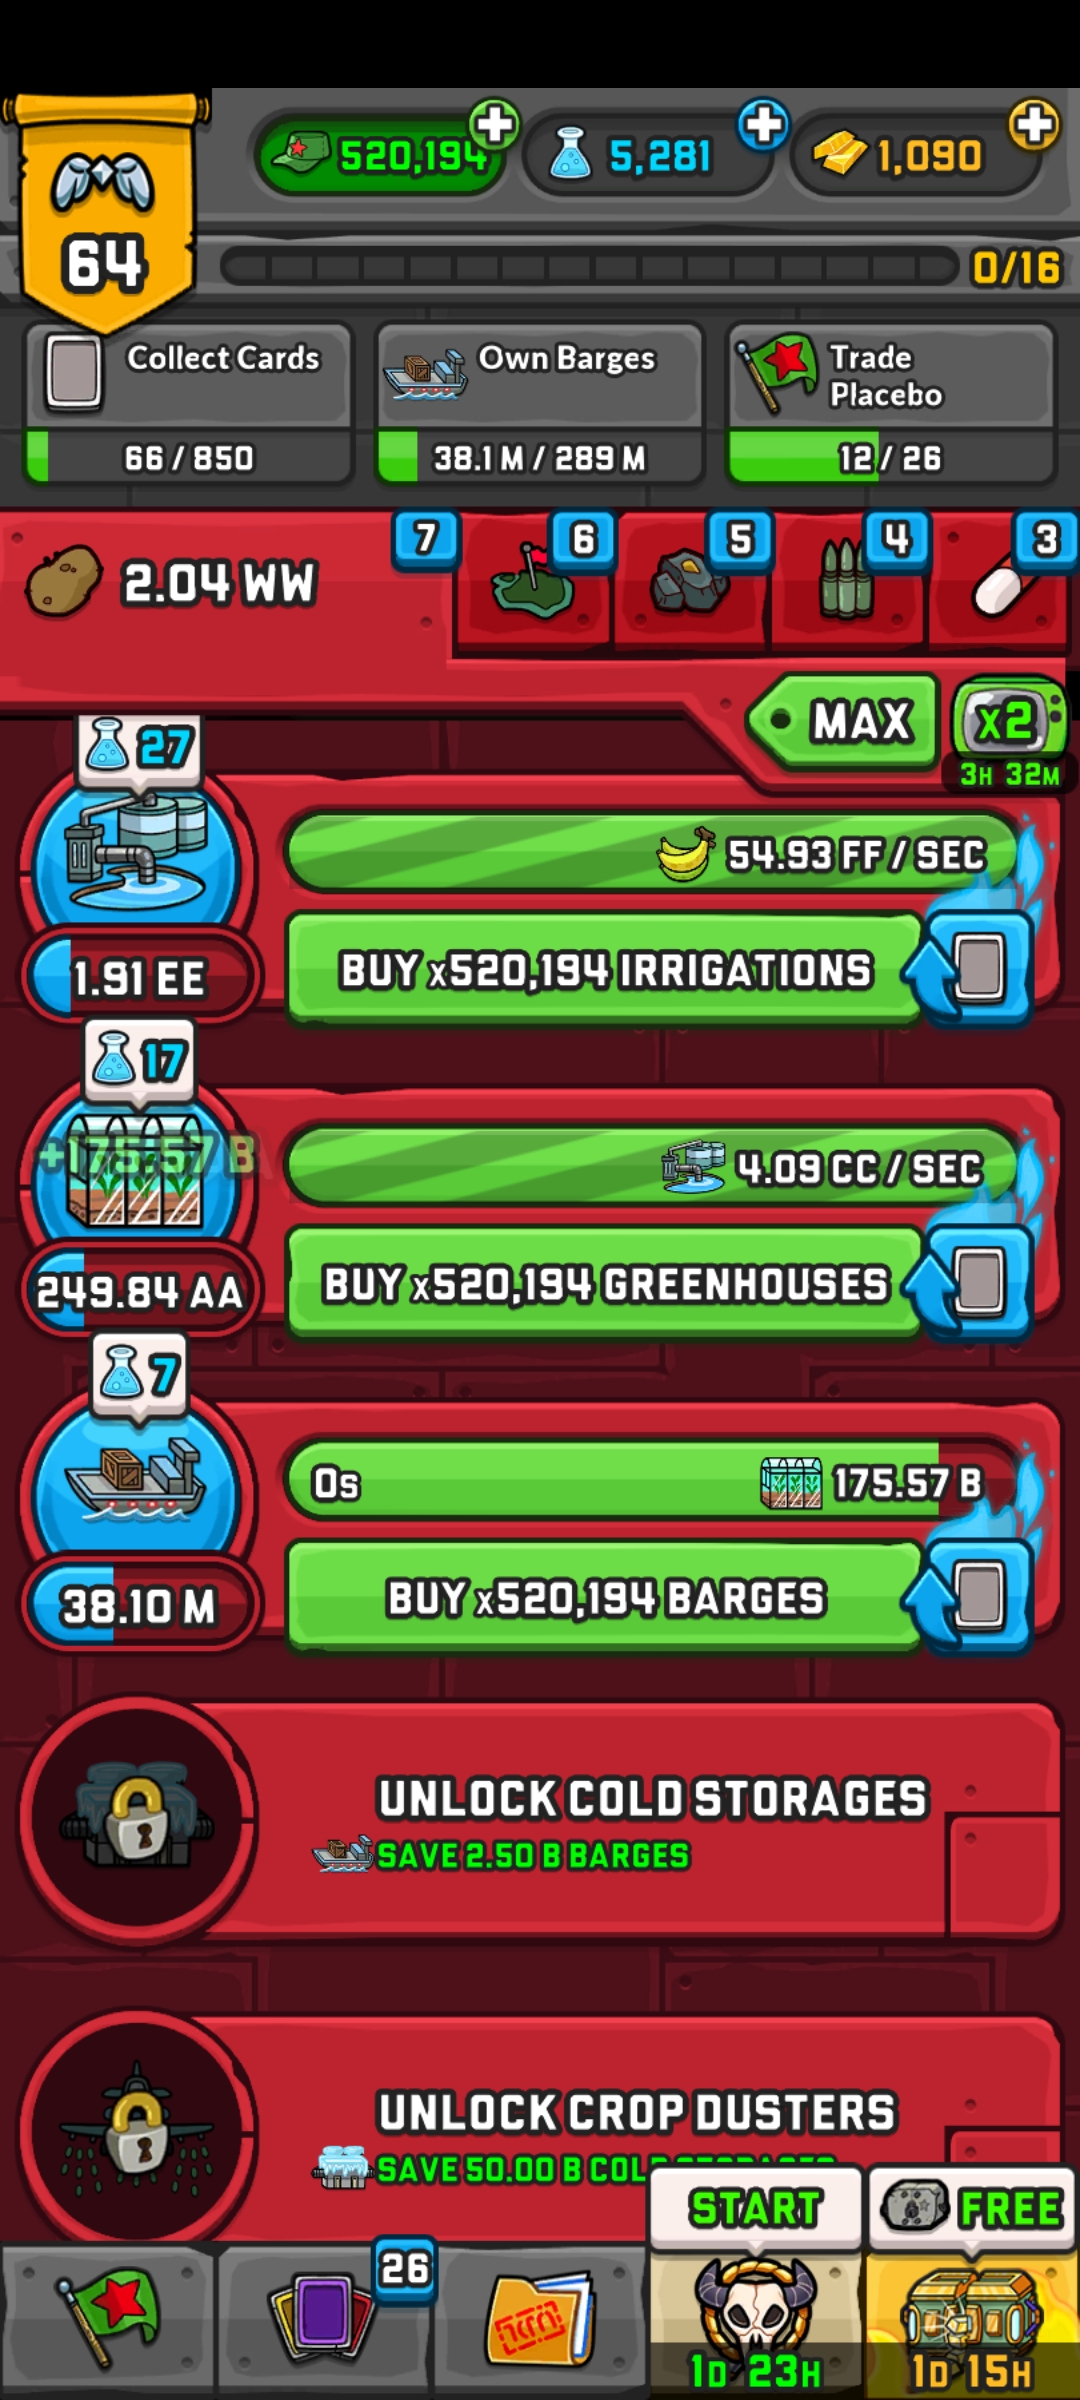 520,194
5,281
1,090
64
0/16
Collect Cards
66 / 850
Own Barges
38.1 M / 289 M
Trade
Placebo
12 / 26
2.04 WW
7
6
5
4
3
MAX
x2
3H 32M
27
54.93 FF / SEC
1.91 EE
BUY x520,194 IRRIGATIONS
17
+175.57 B
4.09 CC / SEC
249.84 AA
BUY x520,194 GREENHOUSES
7
0s
175.57 B
38.10 M
BUY x520,194 BARGES
UNLOCK COLD STORAGES
SAVE 2.50 B BARGES
UNLOCK CROP DUSTERS
SAVE 50.00 B COLD STORAGES
START
FREE
26
1D 23H
1D 15H